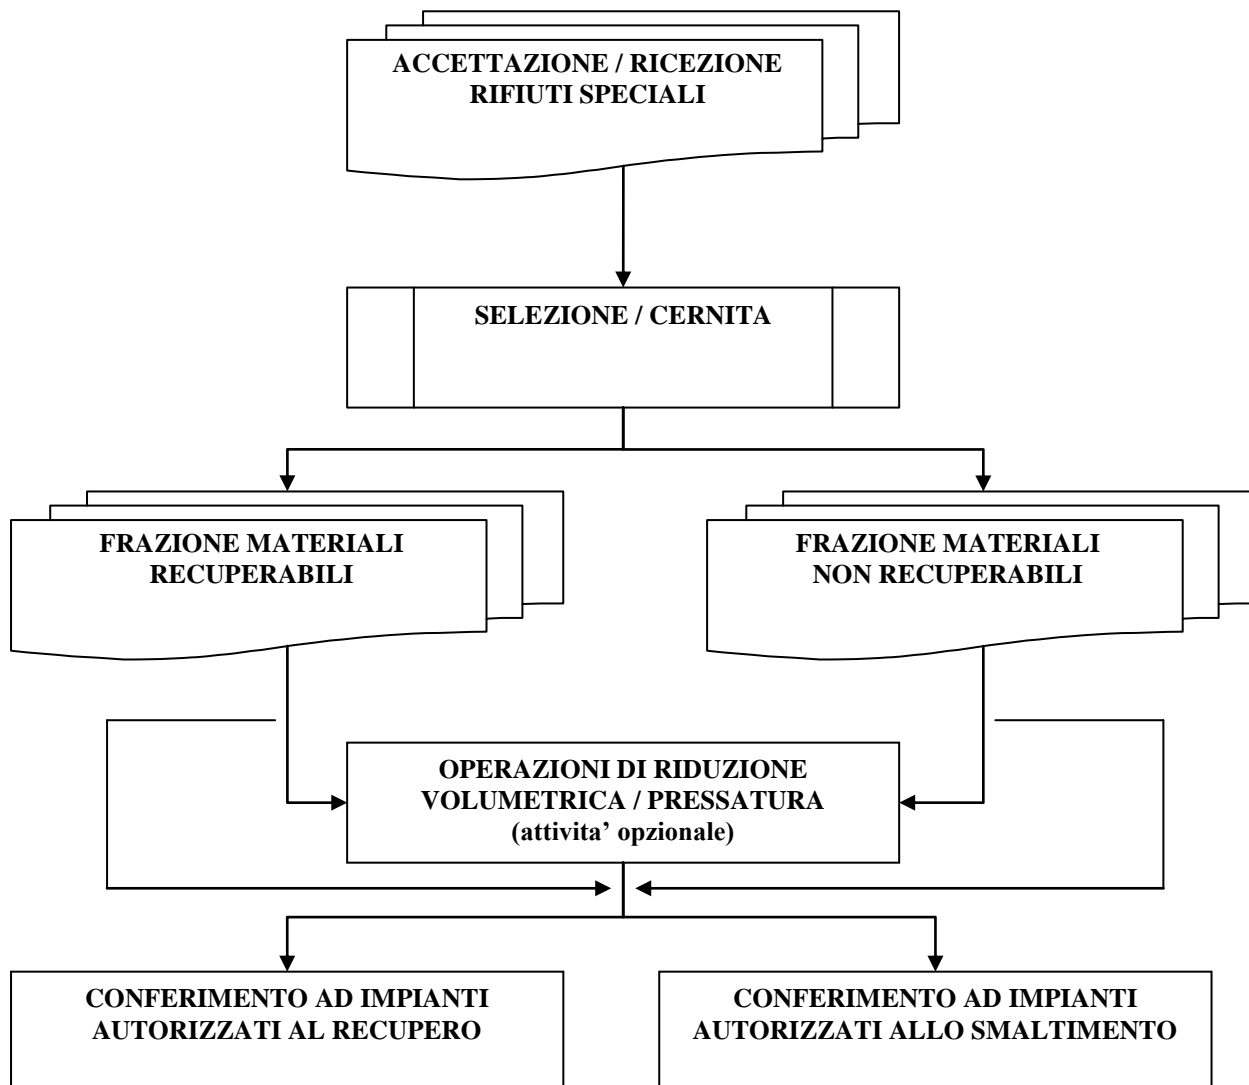 ACCETTAZIONE / RICEZIONE
RIFIUTI SPECIALI
SELEZIONE / CERNITA
FRAZIONE MATERIALI
RECUPERABILI
FRAZIONE MATERIALI
NON RECUPERABILI
OPERAZIONI DI RIDUZIONE
VOLUMETRICA / PRESSATURA
(attivita’ opzionale)
CONFERIMENTO AD IMPIANTI
AUTORIZZATI AL RECUPERO
CONFERIMENTO AD IMPIANTI
AUTORIZZATI ALLO SMALTIMENTO